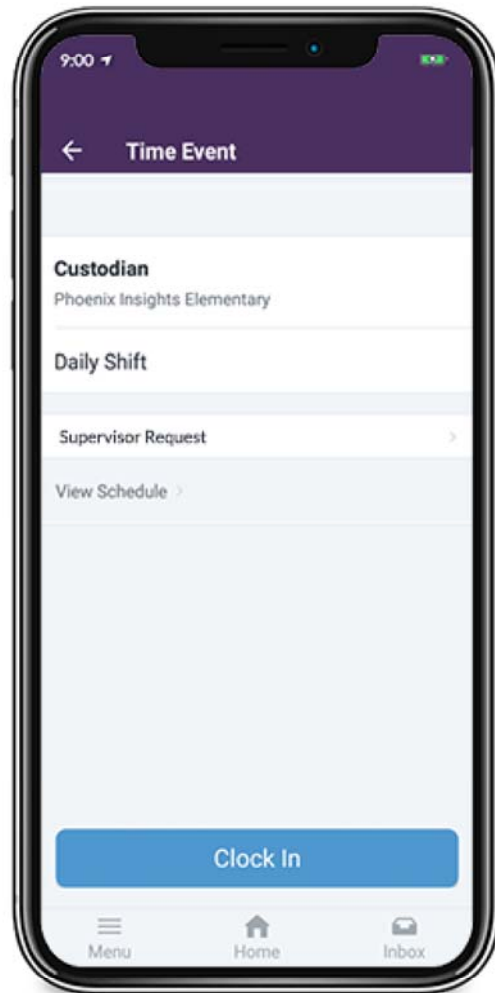 9:00
Time Event
Custodian
Phoenix Insights Elementary
Daily Shift
Supervisor Request
View Schedule
Clock In
Menu
Home
Inbox